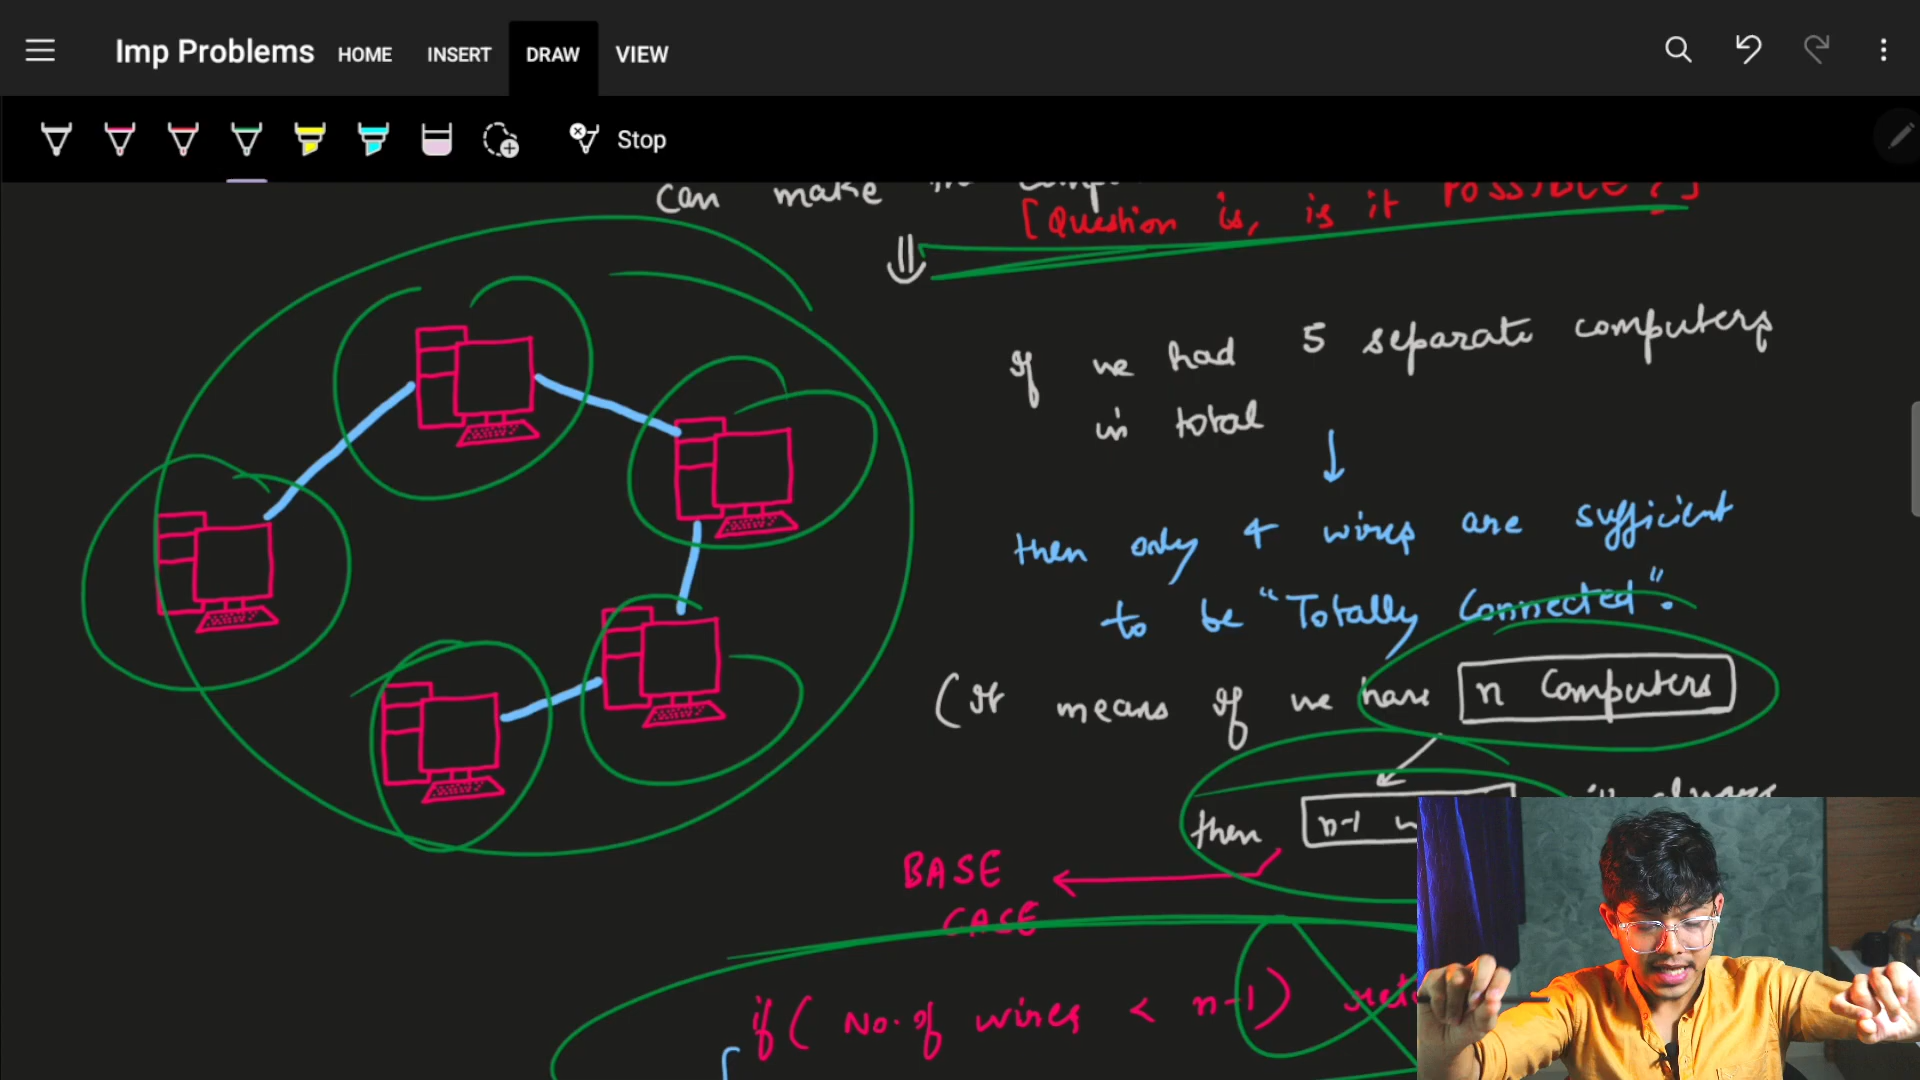 Imp Problems HOME INSERT DRAW VIEW
Stop
can make
[Question is, is it POSSIBLE?]
If we had 5 separate computers
in total
then only 4 wires are sufficient
to be "Totally Connected".
(It means if we have n Computers
then n-1
BASE
CASE
if( No. of wires < n-1)